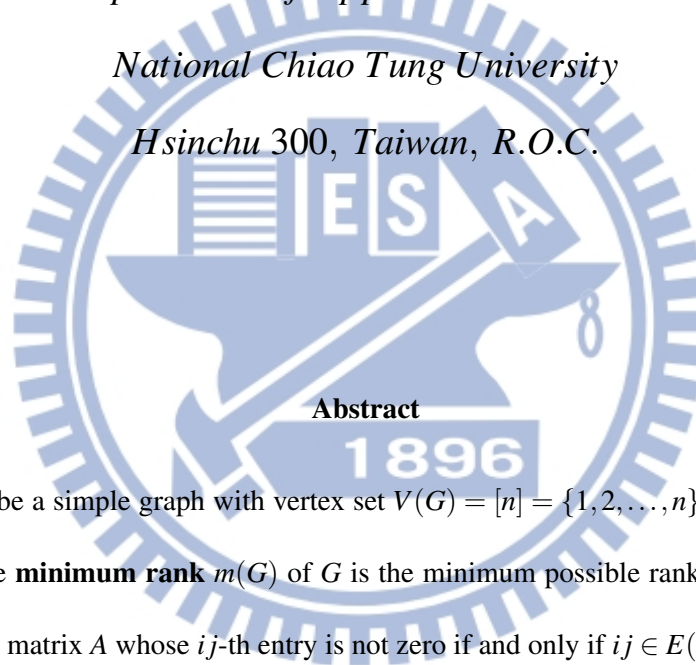 National Chiao Tung University
Hsinchu 300, Taiwan, R.O.C.
E S A
Abstract
1896
be a simple graph with vertex set V(G) = [n] = {1,2,...,n}
e minimum rank m(G) of G is the minimum possible rank
matrix A whose ij-th entry is not zero if and only if ij ∈ E(